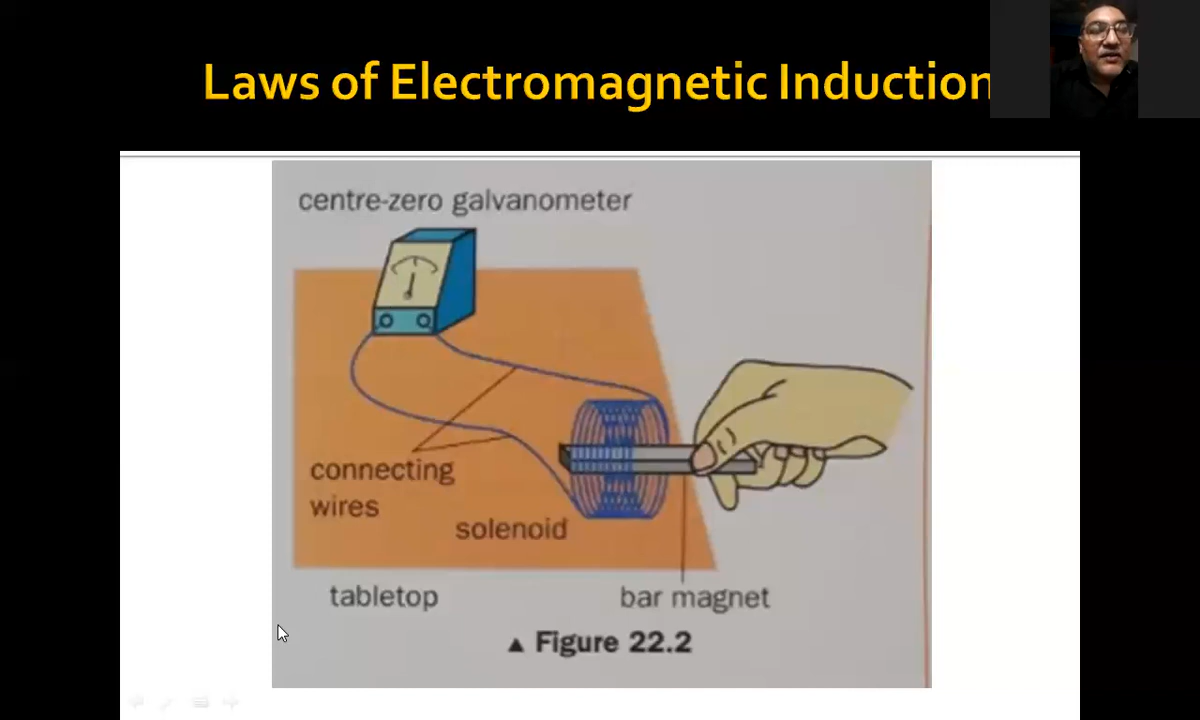 Laws of Electromagnetic Induction
centre-zero galvanometer
connecting
wires
solenoid
tabletop
bar magnet
▲ Figure 22.2